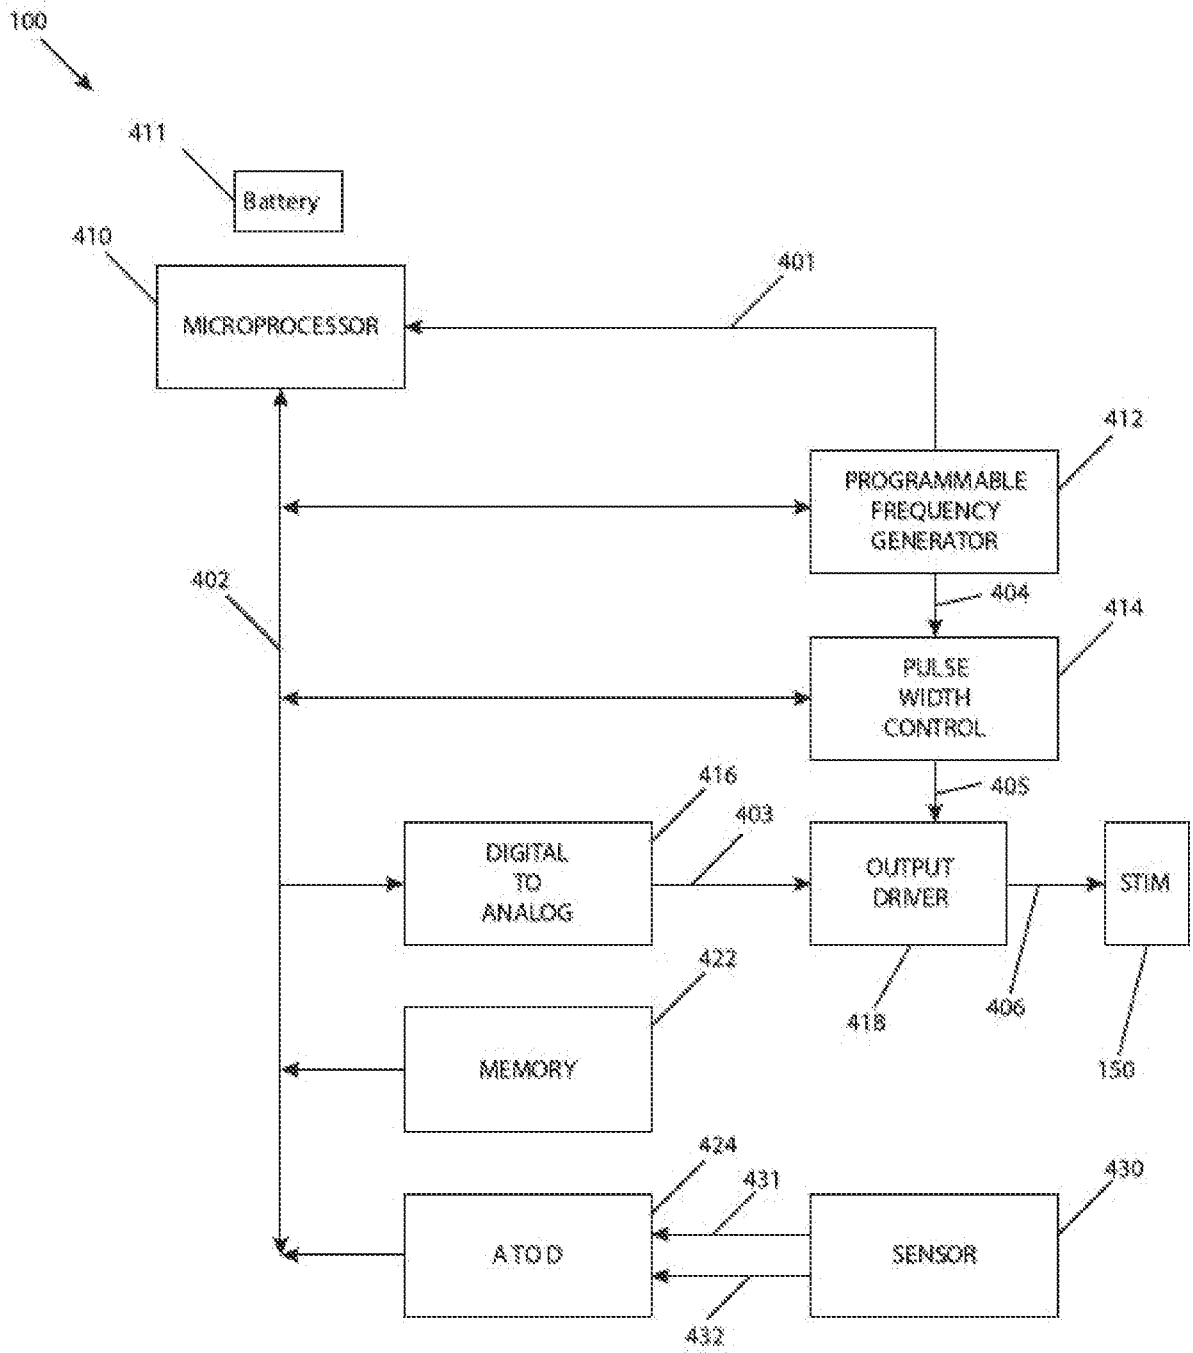 100
411
Battery
410
MICROPROCESSOR
401
412
PROGRAMMABLE
FREQUENCY
GENERATOR
402
404
414
PULSE
WIDTH
CONTROL
405
416
403
DIGITAL
TO
ANALOG
OUTPUT
DRIVER
STIM
422
418
406
150
MEMORY
424
431
430
A TO D
SENSOR
432